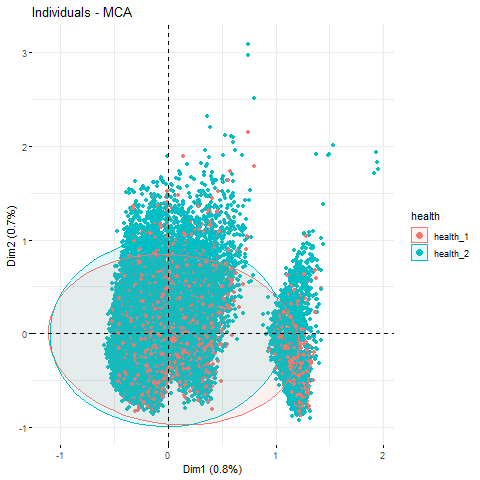 Individuals - MCA
Dim2 (0.7%)
3
2
1
0
-1
-1
0
1
2
Dim1 (0.8%)
health
health_1
health_2